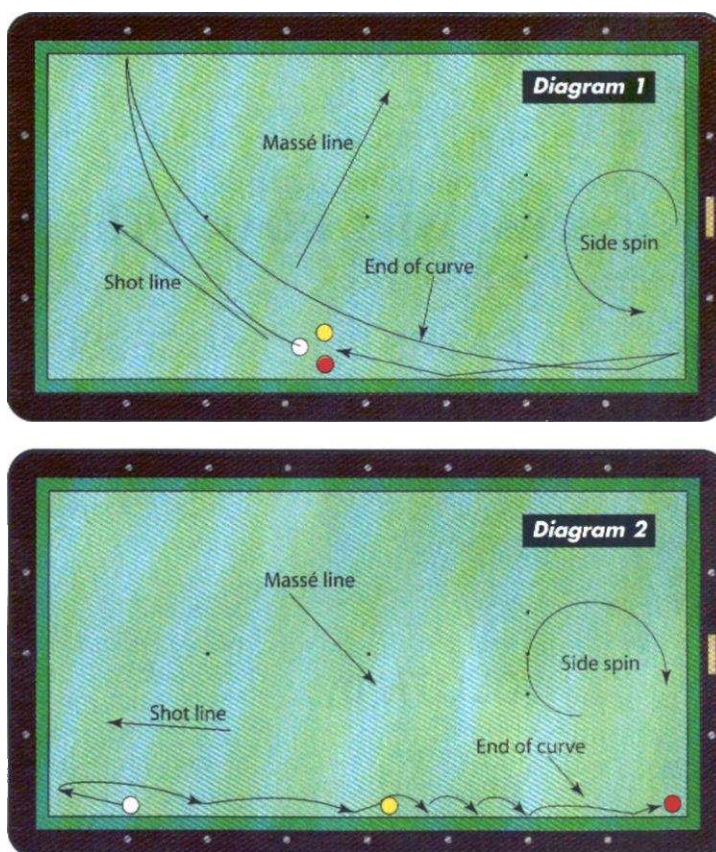 Diagram 1
Massé line
Side spin
End of curve
Shot line
Diagram 2
Massé line
Side spin
Shot line
End of curve